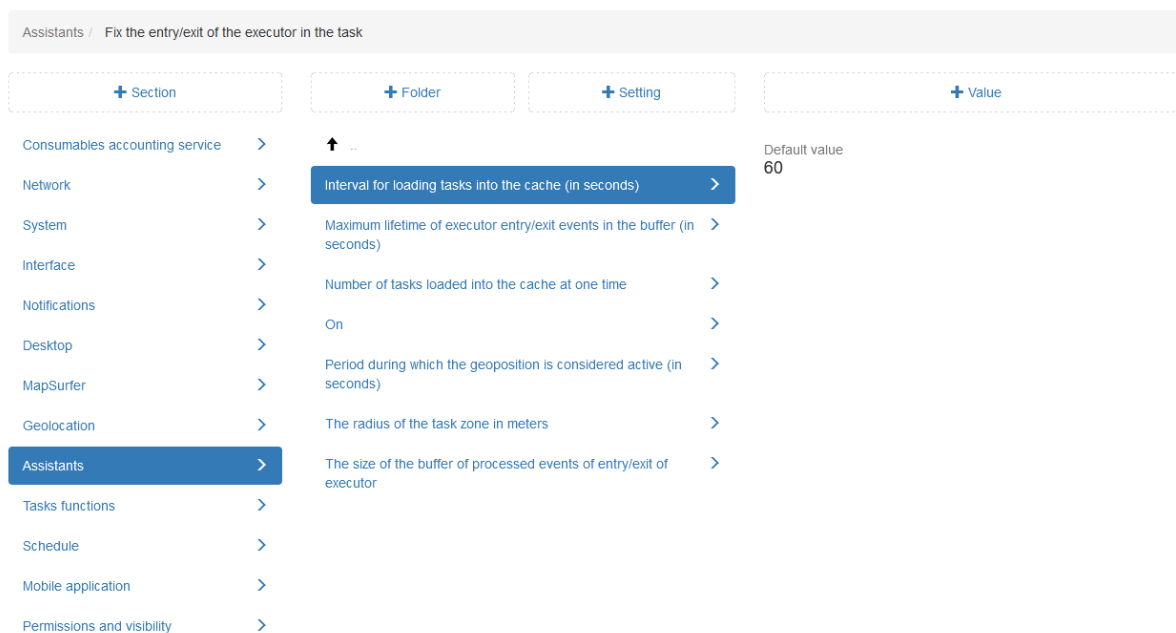 Assistants / Fix the entry/exit of the executor in the task
+ Section
+ Folder
+ Setting
+ Value
Consumables accounting service
Network
System
Interface
Notifications
Desktop
MapSurfer
Geolocation
Assistants
Tasks functions
Schedule
Mobile application
Permissions and visibility
..
Interval for loading tasks into the cache (in seconds)
Maximum lifetime of executor entry/exit events in the buffer (in
seconds)
Number of tasks loaded into the cache at one time
On
Period during which the geoposition is considered active (in
seconds)
The radius of the task zone in meters
The size of the buffer of processed events of entry/exit of
executor
Default value
60